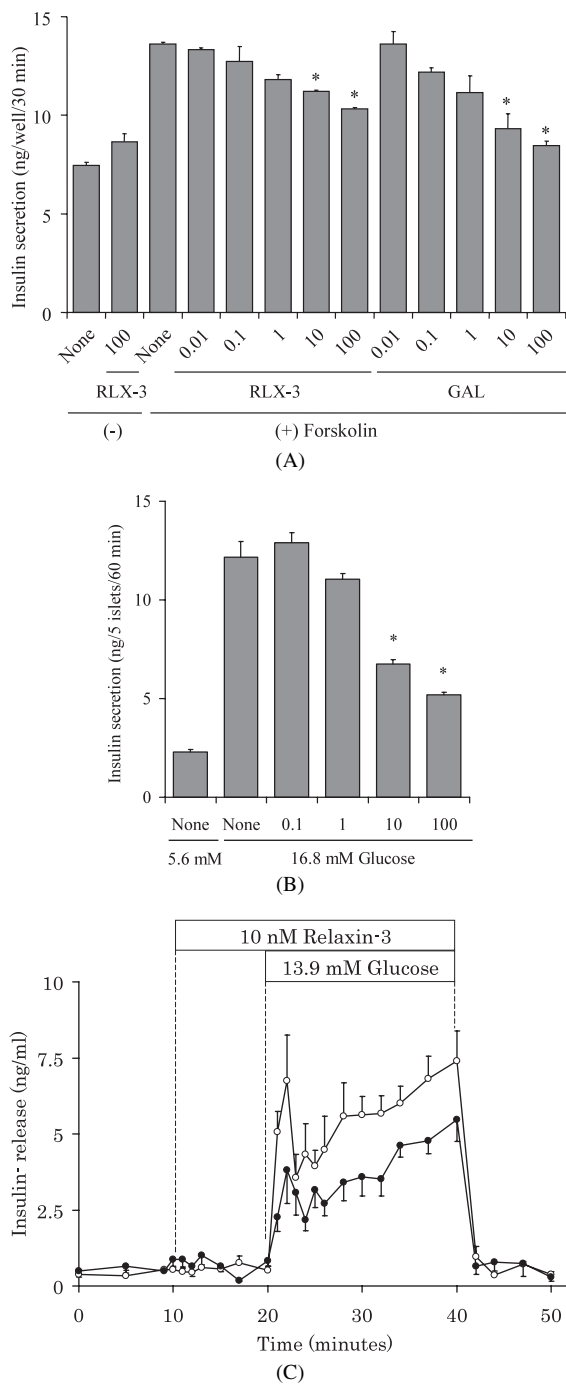 15
10
5
0
Insulin secretion (ng/well/30 min)
* * * *
None 100 None 0.01 0.1 1 10 100 0.01 0.1 1 10 100
RLX-3 RLX-3 GAL
(-) (+) Forskolin
(A)
15
10
5
0
Insulin secretion (ng/5 islets/60 min)
* *
None None 0.1 1 10 100
5.6 mM 16.8 mM Glucose
(B)
10 nM Relaxin-3
13.9 mM Glucose
10
7.5
5
2.5
0
Insulin- release (ng/ml)
0 10 20 30 40 50
Time (minutes)
(C)